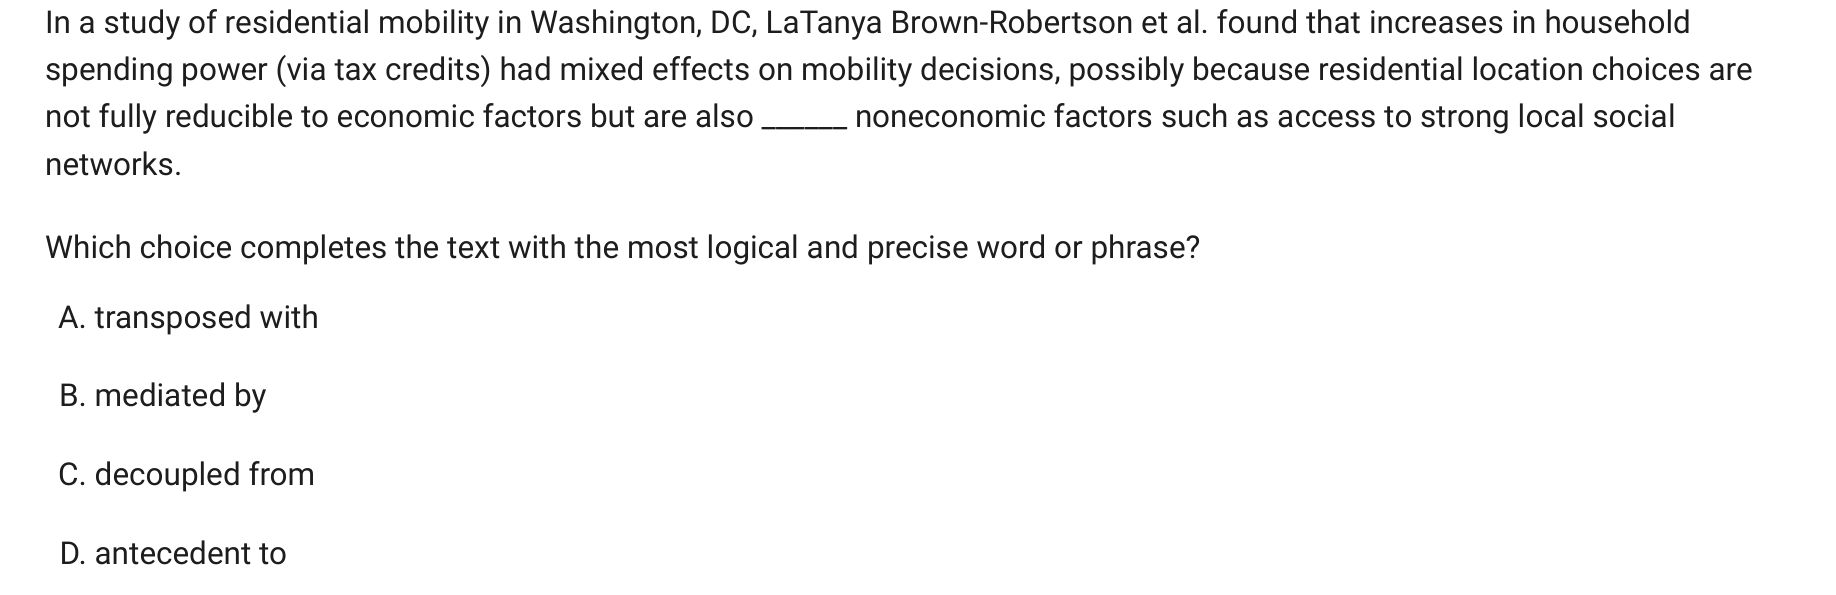 In a study of residential mobility in Washington, DC, LaTanya Brown-Robertson et al. found that increases in household
spending power (via tax credits) had mixed effects on mobility decisions, possibly because residential location choices are
not fully reducible to economic factors but are also ______ noneconomic factors such as access to strong local social
networks.
Which choice completes the text with the most logical and precise word or phrase?
A. transposed with
B. mediated by
C. decoupled from
D. antecedent to